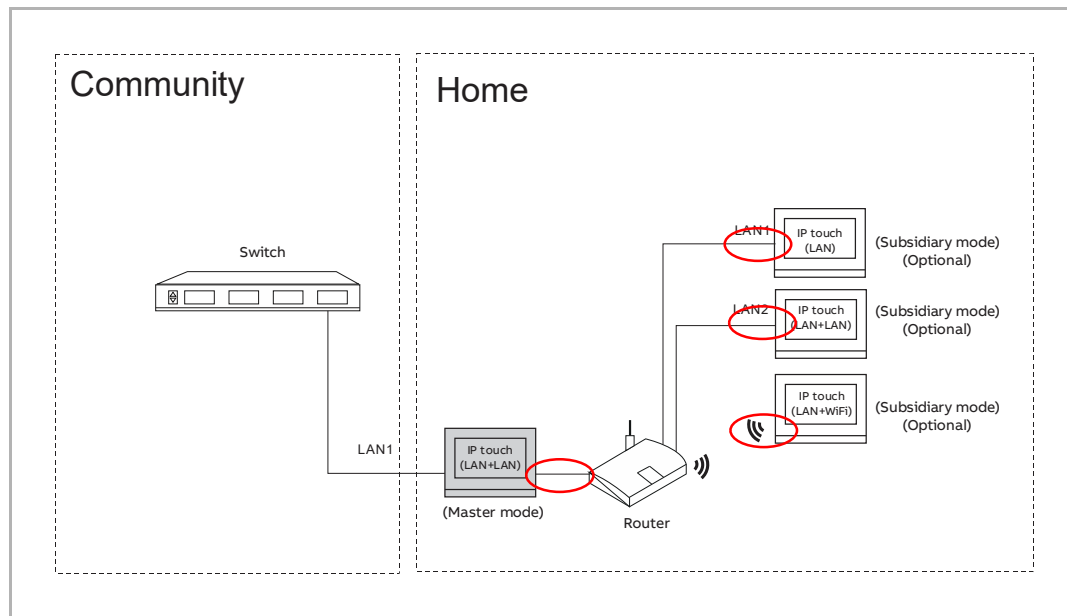 Community
Home
Switch
LAN1
IP touch
(LAN+LAN)
(Master mode)
Router
LAN1
IP touch
(LAN)
(Subsidiary mode)
(Optional)
LAN2
IP touch
(LAN+LAN)
(Subsidiary mode)
(Optional)
IP touch
(LAN+WiFi)
(Subsidiary mode)
(Optional)